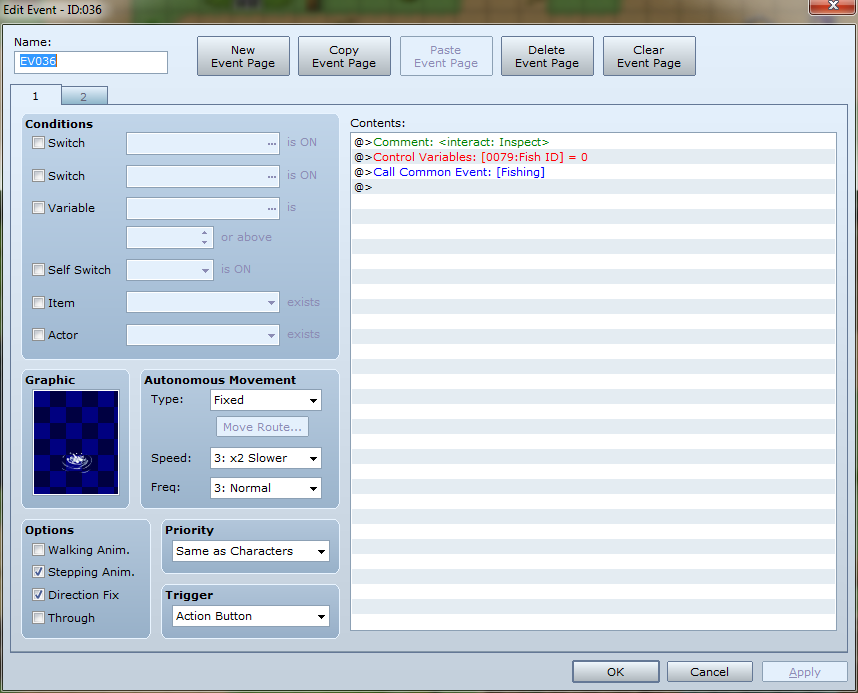 Edit Event - ID:036
Name:
EV036
New
Event Page
Copy
Event Page
Paste
Event Page
Delete
Event Page
Clear
Event Page
1
2
Conditions
Switch ... is ON
Switch ... is ON
Variable ... is
or above
Self Switch is ON
Item exists
Actor exists
Graphic
Autonomous Movement
Type: Fixed
Move Route...
Speed: 3: x2 Slower
Freq: 3: Normal
Options
Walking Anim.
Stepping Anim.
Direction Fix
Through
Priority
Same as Characters
Trigger
Action Button
Contents:
@>Comment: <interact: Inspect>
@>Control Variables: [0079:Fish ID] = 0
@>Call Common Event: [Fishing]
@>
OK
Cancel
Apply